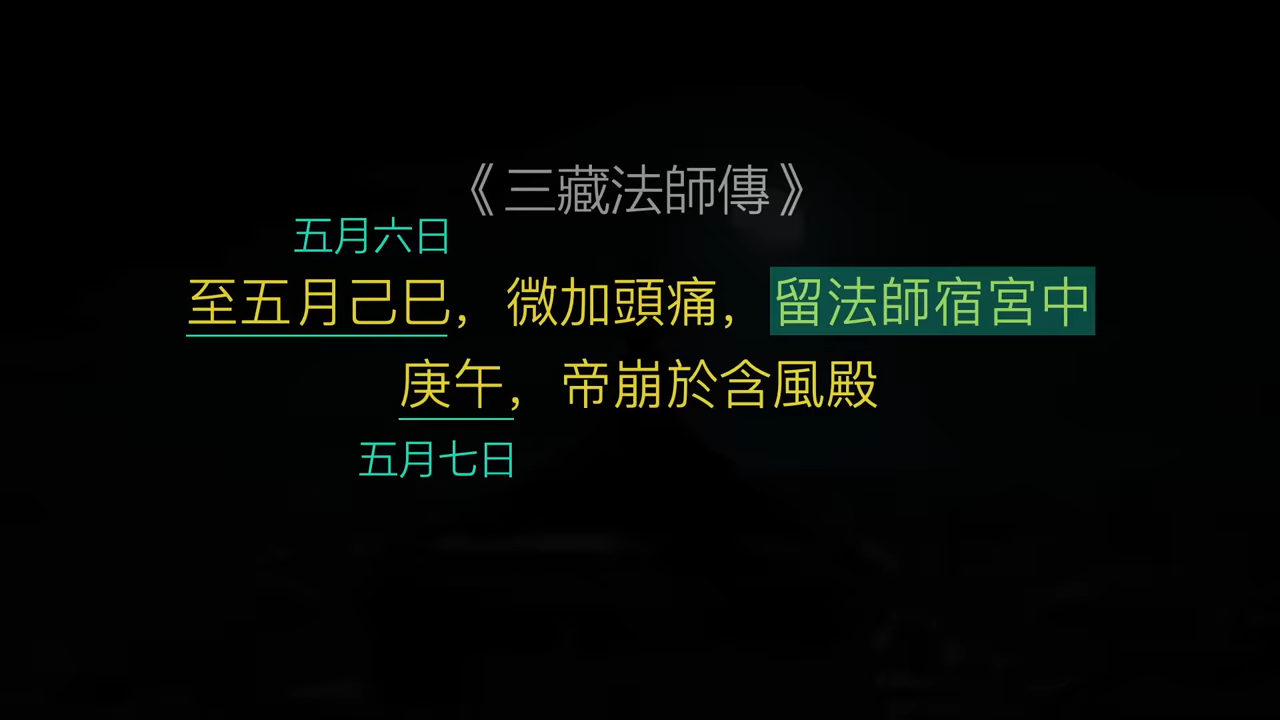 《三藏法師傳》
五月六日
至五月己巳，微加頭痛，留法師宿宮中
庚午，帝崩於含風殿
五月七日